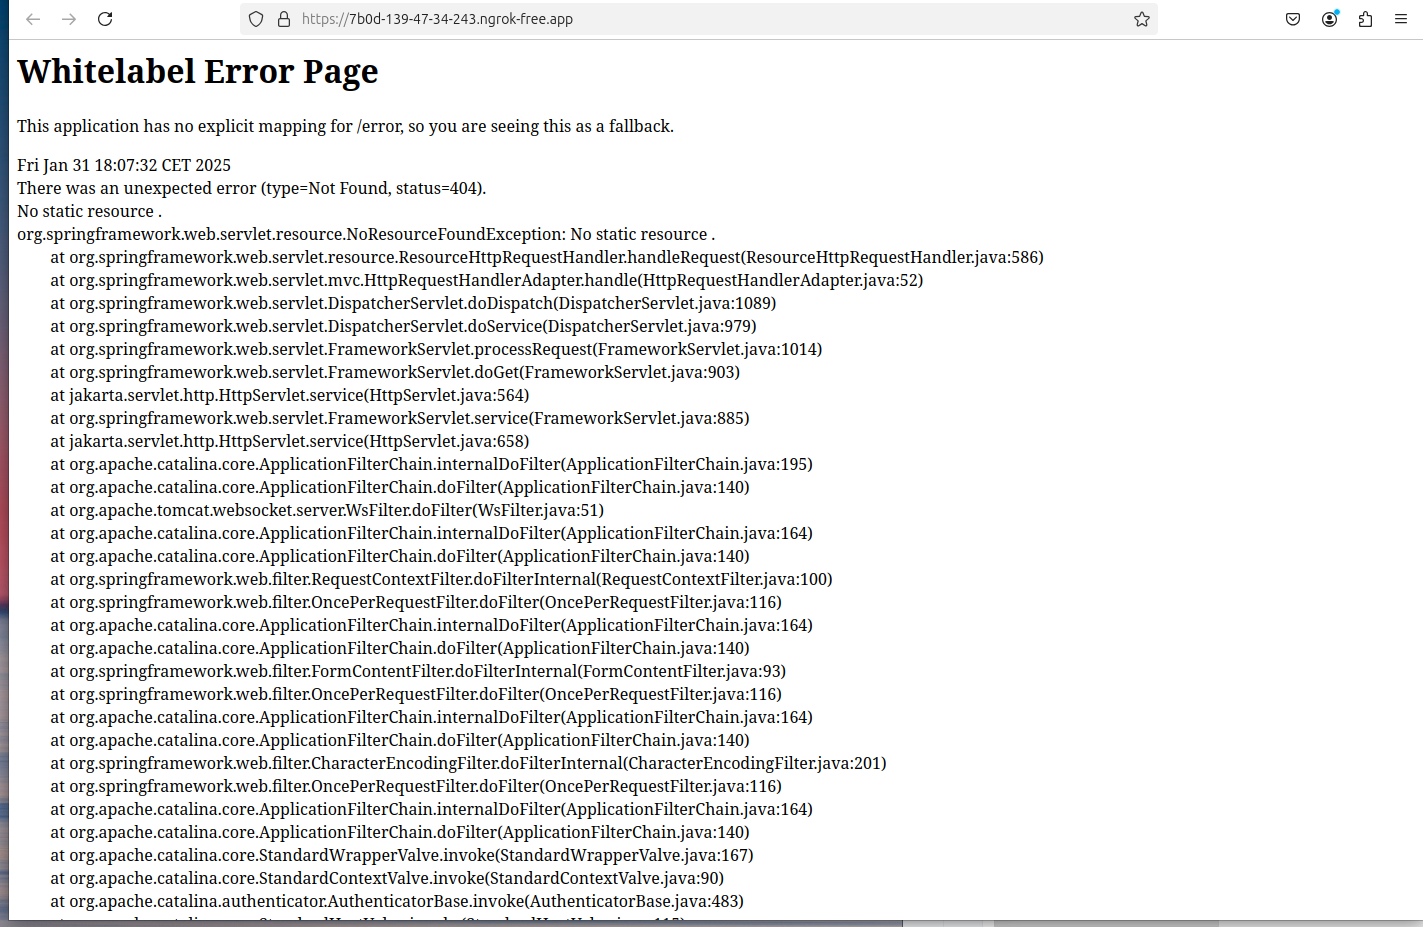 https://7b0d-139-47-34-243.ngrok-free.app
Whitelabel Error Page
This application has no explicit mapping for /error, so you are seeing this as a fallback.
Fri Jan 31 18:07:32 CET 2025
There was an unexpected error (type=Not Found, status=404).
No static resource .
org.springframework.web.servlet.resource.NoResourceFoundException: No static resource .
at org.springframework.web.servlet.resource.ResourceHttpRequestHandler.handleRequest(ResourceHttpRequestHandler.java:586)
at org.springframework.web.servlet.mvc.HttpRequestHandlerAdapter.handle(HttpRequestHandlerAdapter.java:52)
at org.springframework.web.servlet.DispatcherServlet.doDispatch(DispatcherServlet.java:1089)
at org.springframework.web.servlet.DispatcherServlet.doService(DispatcherServlet.java:979)
at org.springframework.web.servlet.FrameworkServlet.processRequest(FrameworkServlet.java:1014)
at org.springframework.web.servlet.FrameworkServlet.doGet(FrameworkServlet.java:903)
at jakarta.servlet.http.HttpServlet.service(HttpServlet.java:564)
at org.springframework.web.servlet.FrameworkServlet.service(FrameworkServlet.java:885)
at jakarta.servlet.http.HttpServlet.service(HttpServlet.java:658)
at org.apache.catalina.core.ApplicationFilterChain.internalDoFilter(ApplicationFilterChain.java:195)
at org.apache.catalina.core.ApplicationFilterChain.doFilter(ApplicationFilterChain.java:140)
at org.apache.tomcat.websocket.server.WsFilter.doFilter(WsFilter.java:51)
at org.apache.catalina.core.ApplicationFilterChain.internalDoFilter(ApplicationFilterChain.java:164)
at org.apache.catalina.core.ApplicationFilterChain.doFilter(ApplicationFilterChain.java:140)
at org.springframework.web.filter.RequestContextFilter.doFilterInternal(RequestContextFilter.java:100)
at org.springframework.web.filter.OncePerRequestFilter.doFilter(OncePerRequestFilter.java:116)
at org.apache.catalina.core.ApplicationFilterChain.internalDoFilter(ApplicationFilterChain.java:164)
at org.apache.catalina.core.ApplicationFilterChain.doFilter(ApplicationFilterChain.java:140)
at org.springframework.web.filter.FormContentFilter.doFilterInternal(FormContentFilter.java:93)
at org.springframework.web.filter.OncePerRequestFilter.doFilter(OncePerRequestFilter.java:116)
at org.apache.catalina.core.ApplicationFilterChain.internalDoFilter(ApplicationFilterChain.java:164)
at org.apache.catalina.core.ApplicationFilterChain.doFilter(ApplicationFilterChain.java:140)
at org.springframework.web.filter.CharacterEncodingFilter.doFilterInternal(CharacterEncodingFilter.java:201)
at org.springframework.web.filter.OncePerRequestFilter.doFilter(OncePerRequestFilter.java:116)
at org.apache.catalina.core.ApplicationFilterChain.internalDoFilter(ApplicationFilterChain.java:164)
at org.apache.catalina.core.ApplicationFilterChain.doFilter(ApplicationFilterChain.java:140)
at org.apache.catalina.core.StandardWrapperValve.invoke(StandardWrapperValve.java:167)
at org.apache.catalina.core.StandardContextValve.invoke(StandardContextValve.java:90)
at org.apache.catalina.authenticator.AuthenticatorBase.invoke(AuthenticatorBase.java:483)